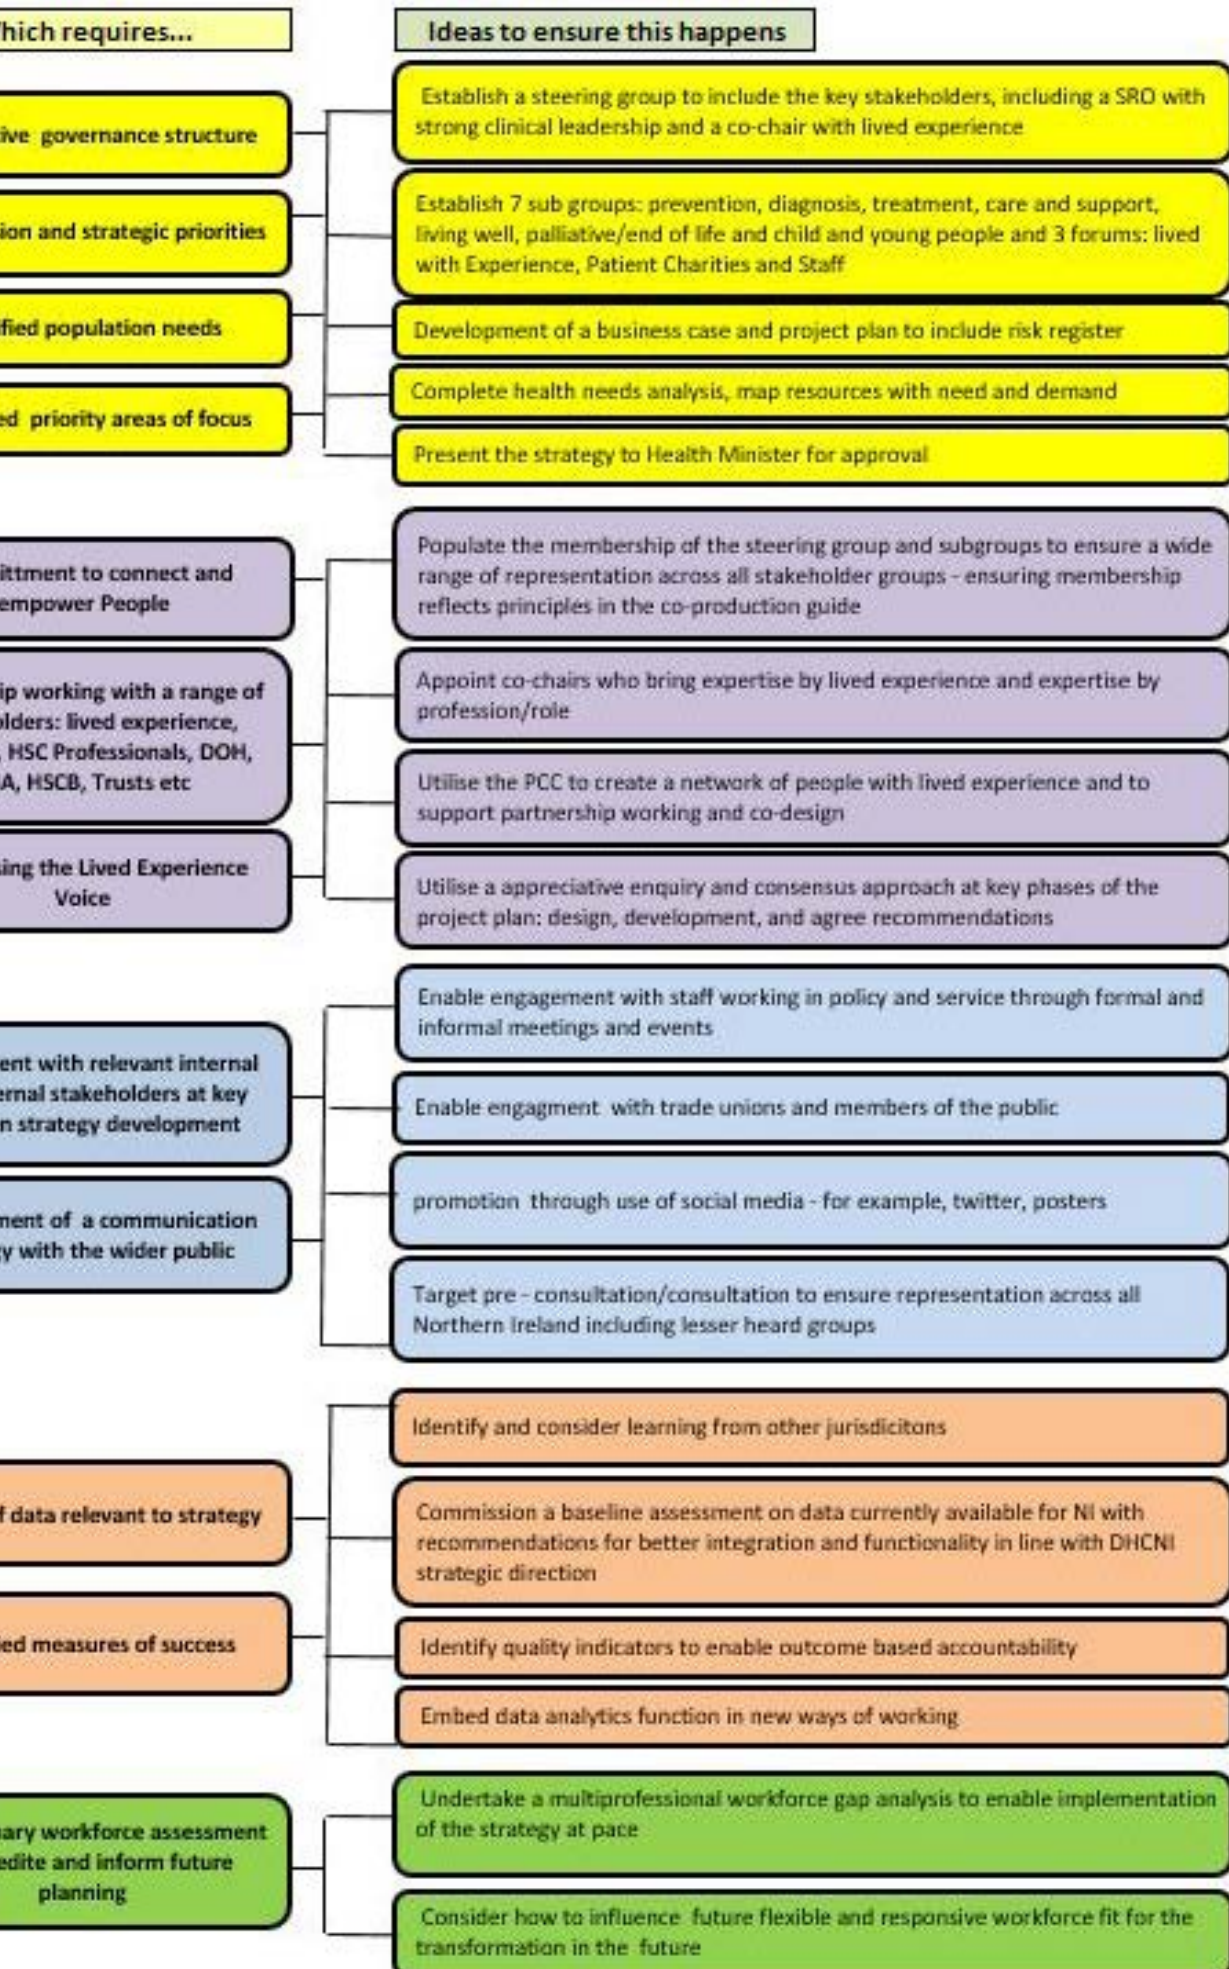 hich requires...
Ideas to ensure this happens
ive governance structure
ion and strategic priorities
fied population needs
ed priority areas of focus
Establish a steering group to include the key stakeholders, including a SRO with
strong clinical leadership and a co-chair with lived experience
Establish 7 sub groups: prevention, diagnosis, treatment, care and support,
living well, palliative/end of life and child and young people and 3 forums: lived
with Experience, Patient Charities and Staff
Development of a business case and project plan to include risk register
Complete health needs analysis, map resources with need and demand
Present the strategy to Health Minister for approval
ittment to connect and
empower People
ip working with a range of
olders: lived experience,
, HSC Professionals, DOH,
A, HSCB, Trusts etc
sing the Lived Experience
Voice
Populate the membership of the steering group and subgroups to ensure a wide
range of representation across all stakeholder groups - ensuring membership
reflects principles in the co-production guide
Appoint co-chairs who bring expertise by lived experience and expertise by
profession/role
Utilise the PCC to create a network of people with lived experience and to
support partnership working and co-design
Utilise a appreciative enquiry and consensus approach at key phases of the
project plan: design, development, and agree recommendations
ent with relevant internal
ernal stakeholders at key
n strategy development
ment of a communication
y with the wider public
Enable engagement with staff working in policy and service through formal and
informal meetings and events
Enable engagment with trade unions and members of the public
promotion through use of social media - for example, twitter, posters
Target pre - consultation/consultation to ensure representation across all
Northern Ireland including lesser heard groups
f data relevant to strategy
ied measures of success
Identify and consider learning from other jurisdicitons
Commission a baseline assessment on data currently available for NI with
recommendations for better integration and functionality in line with DHCNI
strategic direction
Identify quality indicators to enable outcome based accountability
Embed data analytics function in new ways of working
nary workforce assessment
edite and inform future
planning
Undertake a multiprofessional workforce gap analysis to enable implementation
of the strategy at pace
Consider how to influence future flexible and responsive workforce fit for the
transformation in the future